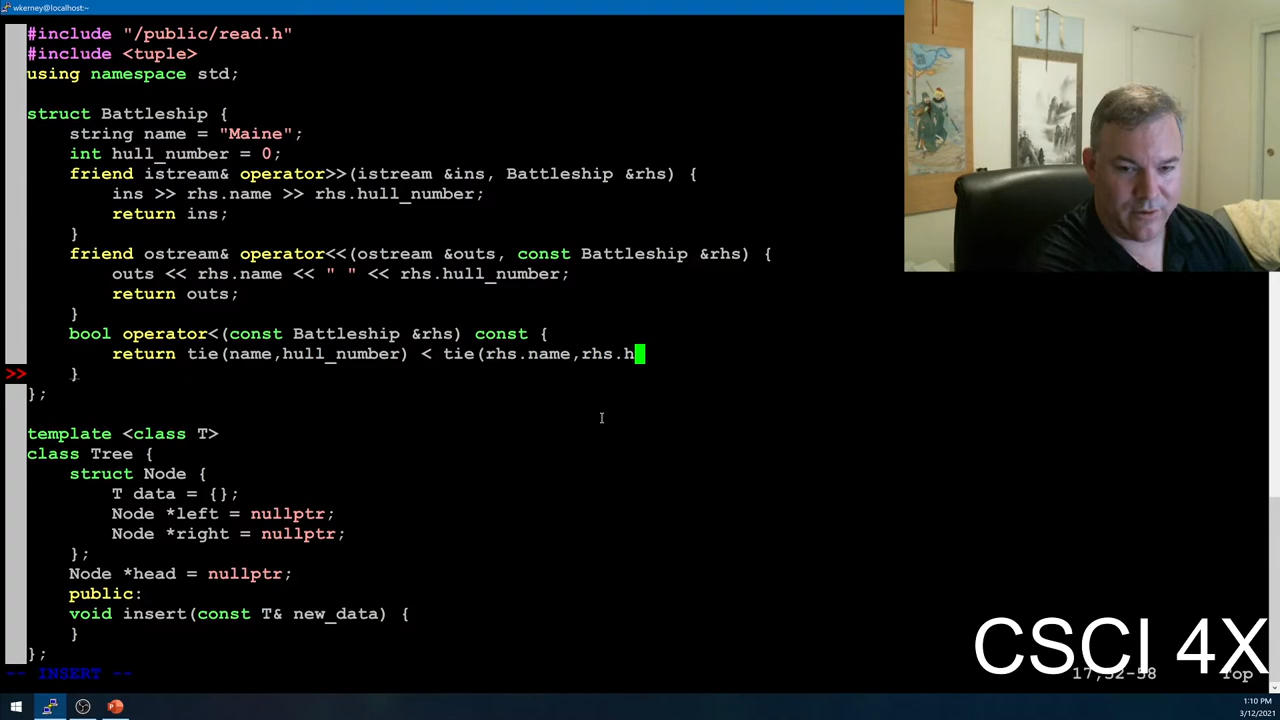 wkerney@localhost:~
#include "/public/read.h"
#include <tuple>
using namespace std;
struct Battleship {
    string name = "Maine";
    int hull_number = 0;
    friend istream& operator>>(istream &ins, Battleship &rhs) {
        ins >> rhs.name >> rhs.hull_number;
        return ins;
    }
    friend ostream& operator<<(ostream &outs, const Battleship &rhs) {
        outs << rhs.name << " " << rhs.hull_number;
        return outs;
    }
    bool operator<(const Battleship &rhs) const {
        return tie(name,hull_number) < tie(rhs.name,rhs.h
>>    }
};
template <class T>
class Tree {
    struct Node {
        T data = {};
        Node *left = nullptr;
        Node *right = nullptr;
    };
    Node *head = nullptr;
    public:
    void insert(const T& new_data) {
    }
};
-- INSERT --
CSCI 4X
1:10 PM
3/12/2021